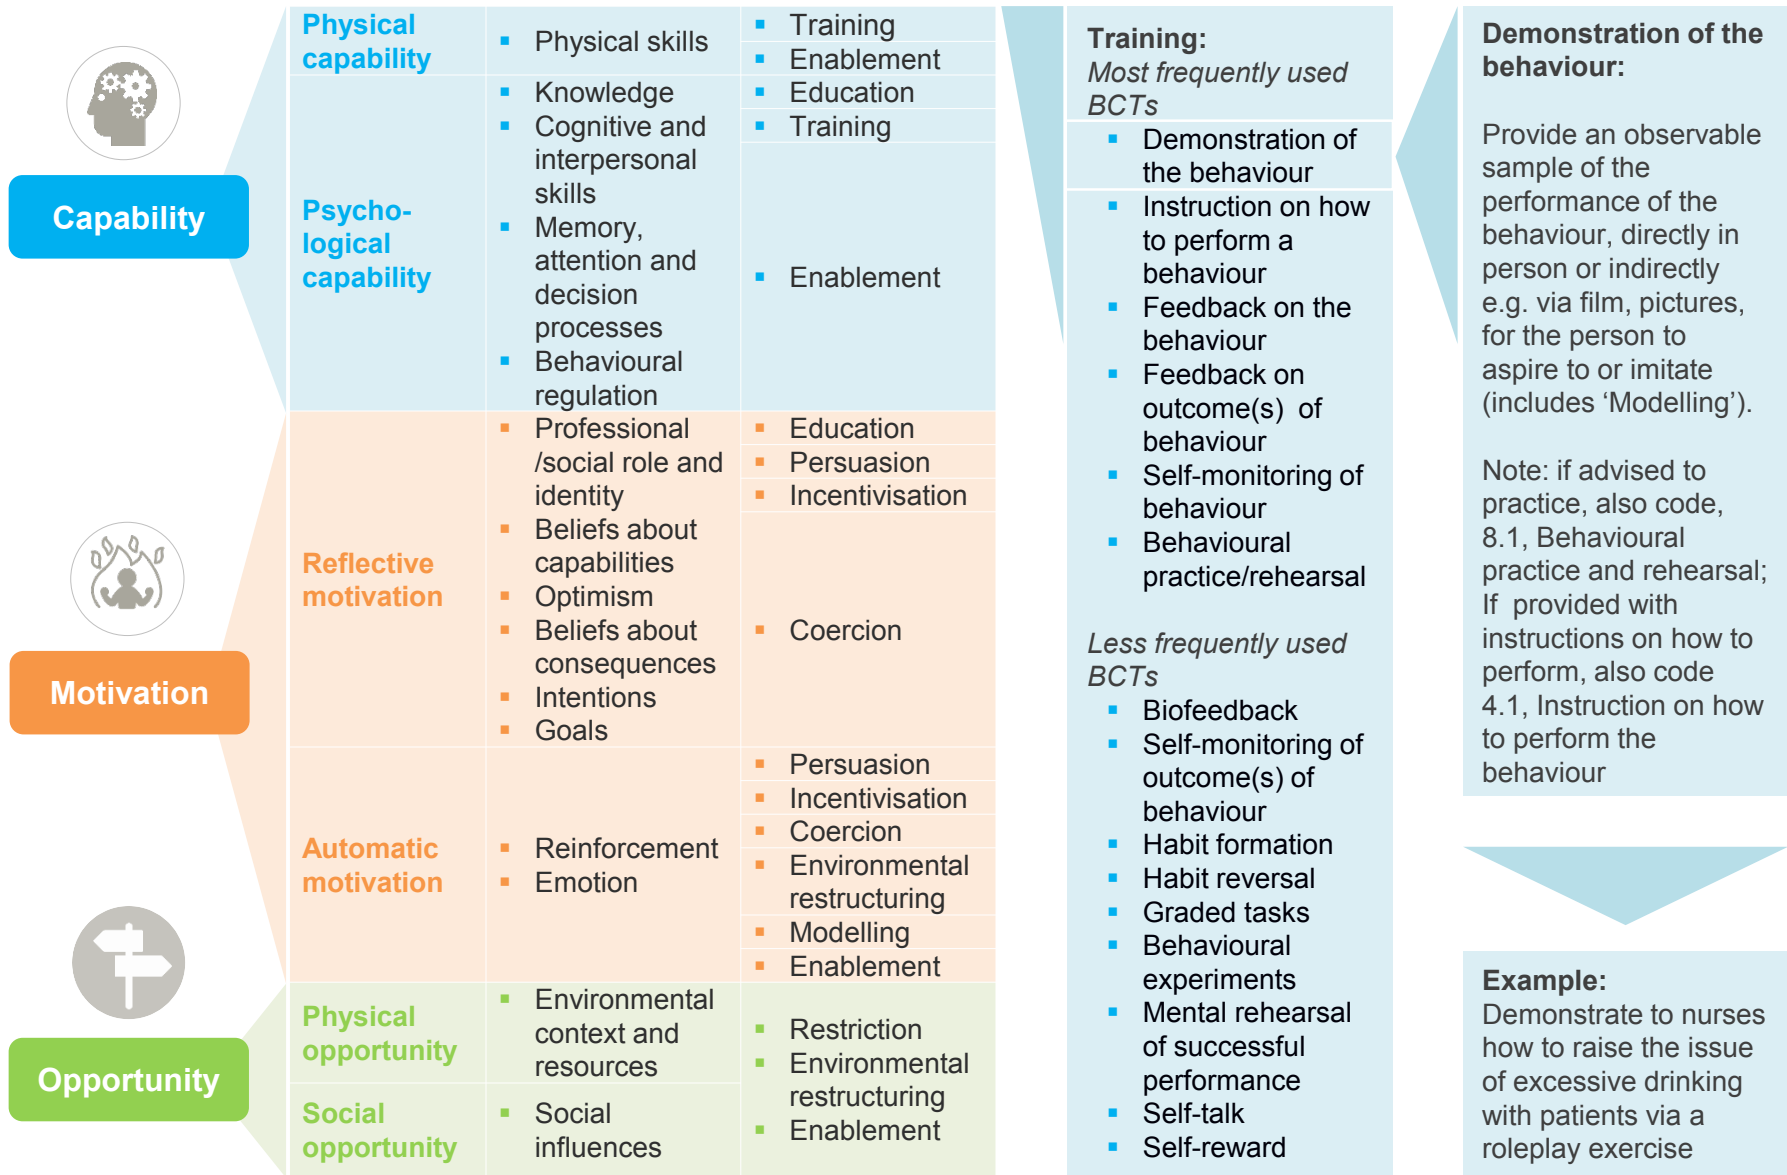 Capability
Physical
capability
Physical skills
Training
Enablement
Psycho-
logical
capability
Knowledge
Cognitive and
interpersonal
skills
Memory,
attention and
decision
processes
Behavioural
regulation
Education
Training
Enablement
Motivation
Reflective
motivation
Professional
/social role and
identity
Beliefs about
capabilities
Optimism
Beliefs about
consequences
Intentions
Goals
Education
Persuasion
Incentivisation
Coercion
Automatic
motivation
Reinforcement
Emotion
Persuasion
Incentivisation
Coercion
Environmental
restructuring
Modelling
Enablement
Opportunity
Physical
opportunity
Environmental
context and
resources
Social
opportunity
Social
influences
Restriction
Environmental
restructuring
Enablement
Training:
Most frequently used
BCTs
Demonstration of
the behaviour
Instruction on how
to perform a
behaviour
Feedback on the
behaviour
Feedback on
outcome(s) of
behaviour
Self-monitoring of
behaviour
Behavioural
practice/rehearsal
Less frequently used
BCTs
Biofeedback
Self-monitoring of
outcome(s) of
behaviour
Habit formation
Habit reversal
Graded tasks
Behavioural
experiments
Mental rehearsal
of successful
performance
Self-talk
Self-reward
Demonstration of the
behaviour:
Provide an observable
sample of the
performance of the
behaviour, directly in
person or indirectly
e.g. via film, pictures,
for the person to
aspire to or imitate
(includes ‘Modelling’).
Note: if advised to
practice, also code,
8.1, Behavioural
practice and rehearsal;
If provided with
instructions on how to
perform, also code
4.1, Instruction on how
to perform the
behaviour
Example:
Demonstrate to nurses
how to raise the issue
of excessive drinking
with patients via a
roleplay exercise